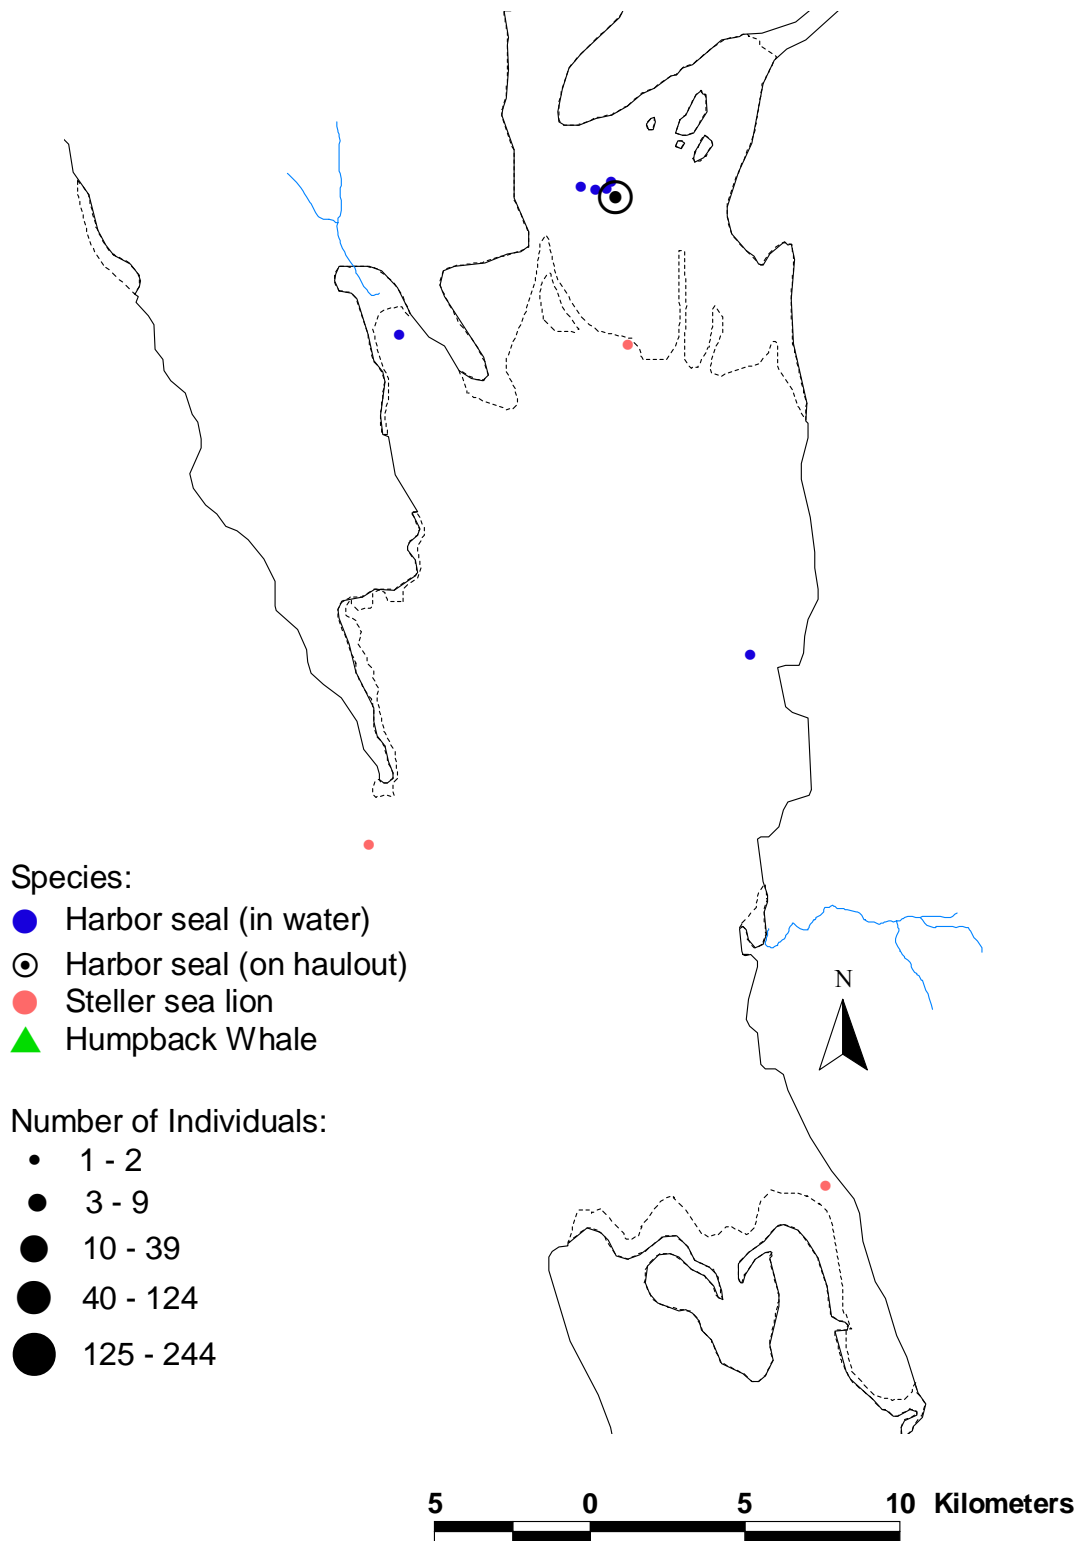 Species:
Harbor seal (in water)
Harbor seal (on haulout)
Steller sea lion
Humpback Whale
N
Number of Individuals:
1 - 2
3 - 9
10 - 39
40 - 124
125 - 244
5 0 5 10 Kilometers